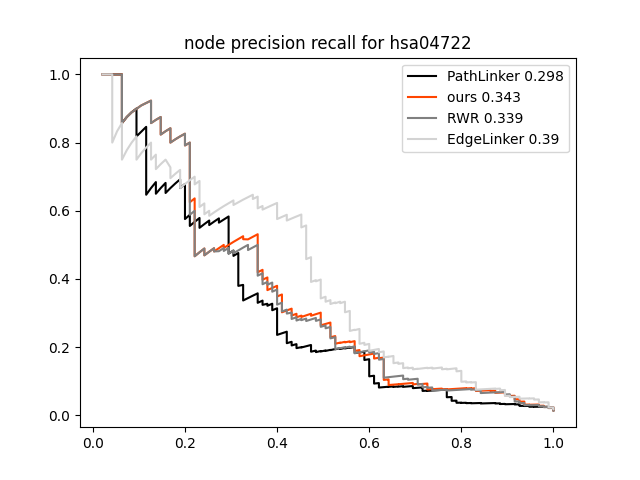 node precision recall for hsa04722
PathLinker 0.298
ours 0.343
RWR 0.339
EdgeLinker 0.39
1.0
0.8
0.6
0.4
0.2
0.0
0.0 0.2 0.4 0.6 0.8 1.0